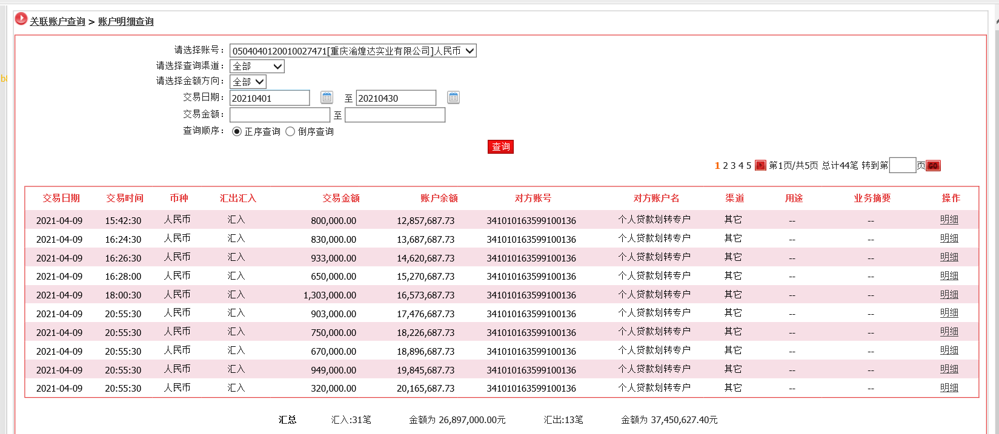 关联账户查询 > 账户明细查询
请选择账号： 0504040120010027471[重庆渝煌达实业有限公司]人民币
请选择查询渠道： 全部
请选择金额方向： 全部
交易日期： 20210401 至 20210430
交易金额： 至
查询顺序： 正序查询 倒序查询
查询
1 2 3 4 5 第1页/共5页 总计44笔 转到第 页 GO
交易日期 交易时间 币种 汇出汇入 交易金额 账户余额 对方账号 对方账户名 渠道 用途 业务摘要 操作
2021-04-09 15:42:30 人民币 汇入 800,000.00 12,857,687.73 341010163599100136 个人贷款划转专户 其它 -- -- 明细
2021-04-09 16:24:30 人民币 汇入 830,000.00 13,687,687.73 341010163599100136 个人贷款划转专户 其它 -- -- 明细
2021-04-09 16:26:30 人民币 汇入 933,000.00 14,620,687.73 341010163599100136 个人贷款划转专户 其它 -- -- 明细
2021-04-09 16:28:00 人民币 汇入 650,000.00 15,270,687.73 341010163599100136 个人贷款划转专户 其它 -- -- 明细
2021-04-09 18:00:30 人民币 汇入 1,303,000.00 16,573,687.73 341010163599100136 个人贷款划转专户 其它 -- -- 明细
2021-04-09 20:55:30 人民币 汇入 903,000.00 17,476,687.73 341010163599100136 个人贷款划转专户 其它 -- -- 明细
2021-04-09 20:55:30 人民币 汇入 750,000.00 18,226,687.73 341010163599100136 个人贷款划转专户 其它 -- -- 明细
2021-04-09 20:55:30 人民币 汇入 670,000.00 18,896,687.73 341010163599100136 个人贷款划转专户 其它 -- -- 明细
2021-04-09 20:55:30 人民币 汇入 949,000.00 19,845,687.73 341010163599100136 个人贷款划转专户 其它 -- -- 明细
2021-04-09 20:55:30 人民币 汇入 320,000.00 20,165,687.73 341010163599100136 个人贷款划转专户 其它 -- -- 明细
汇总 汇入:31笔 金额为 26,897,000.00元 汇出:13笔 金额为 37,450,627.40元